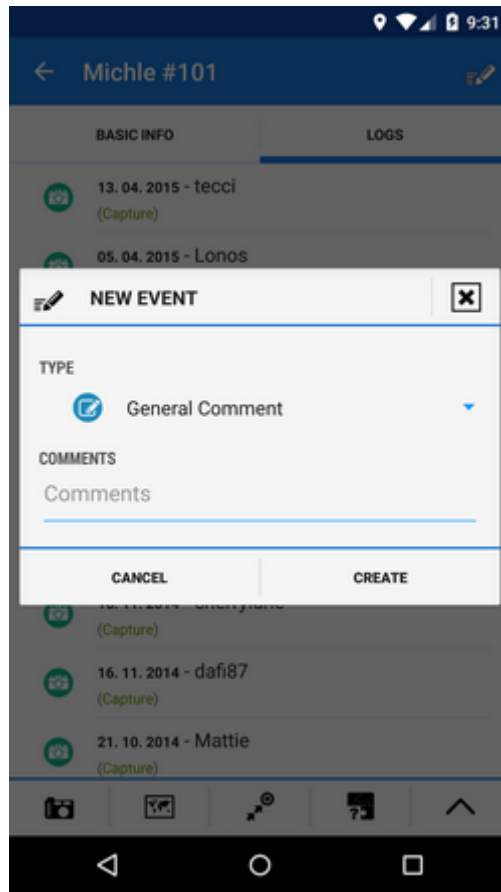 9:31
Michle #101
BASIC INFO
LOGS
13. 04. 2015 - tecci
(Capture)
05. 04. 2015 - Lonos
NEW EVENT
TYPE
General Comment
COMMENTS
Comments
CANCEL
CREATE
(Capture)
16. 11. 2014 - dafi87
(Capture)
21. 10. 2014 - Mattie
(Capture)